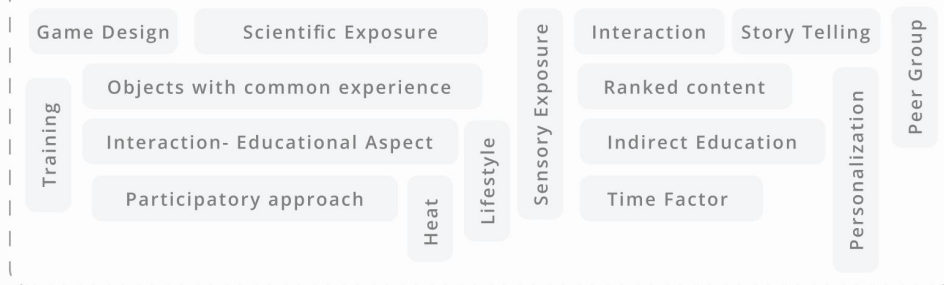 Game Design
Scientific Exposure
Sensory Exposure
Interaction
Story Telling
Peer Group
Training
Objects with common experience
Ranked content
Personalization
Interaction- Educational Aspect
Lifestyle
Indirect Education
Participatory approach
Heat
Time Factor